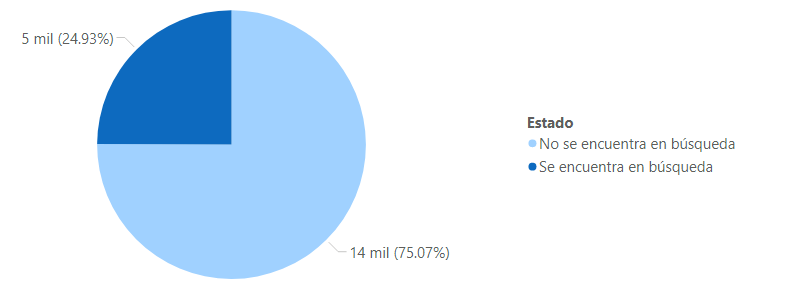 5 mil (24.93%)
14 mil (75.07%)
Estado
No se encuentra en búsqueda
Se encuentra en búsqueda